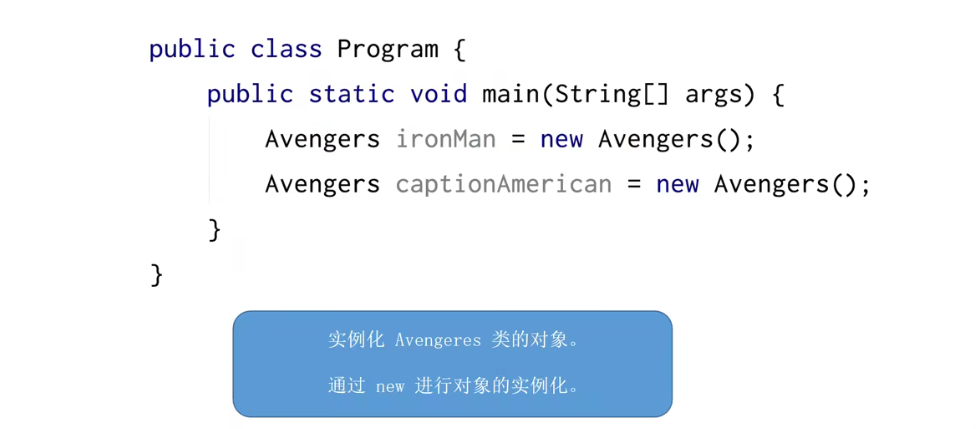 public class Program {
public static void main(String[] args) {
Avengers ironMan = new Avengers();
Avengers captionAmerican = new Avengers();
}
}
实例化 Avengeres 类的对象。
通过 new 进行对象的实例化。